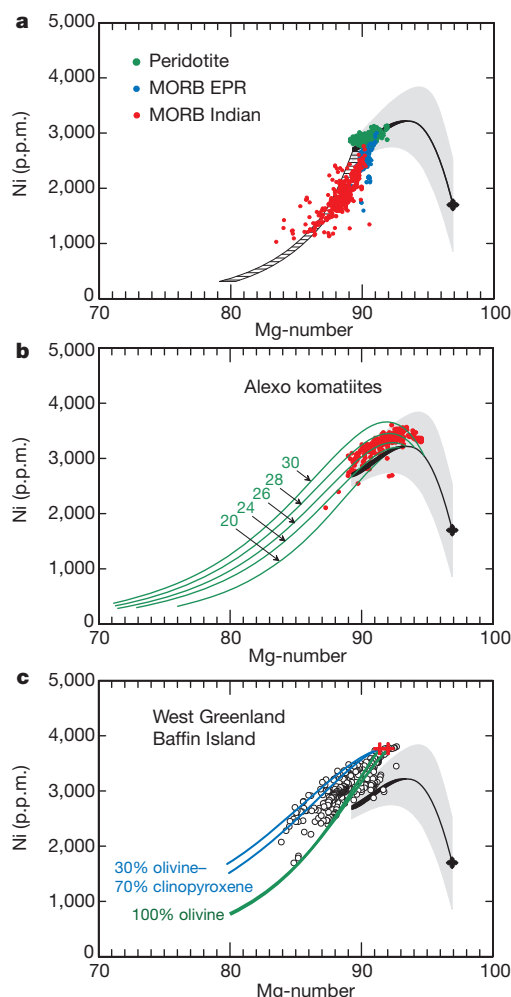 a
5,000
4,000
3,000
2,000
1,000
0
Ni (p.p.m.)
Peridotite
MORB EPR
MORB Indian
70 80 90 100
Mg-number
b
5,000
4,000
3,000
2,000
1,000
0
Ni (p.p.m.)
Alexo komatiites
30
28
26
24
20
70 80 90 100
Mg-number
c
5,000
4,000
3,000
2,000
1,000
0
Ni (p.p.m.)
West Greenland
Baffin Island
30% olivine–
70% clinopyroxene
100% olivine
70 80 90 100
Mg-number